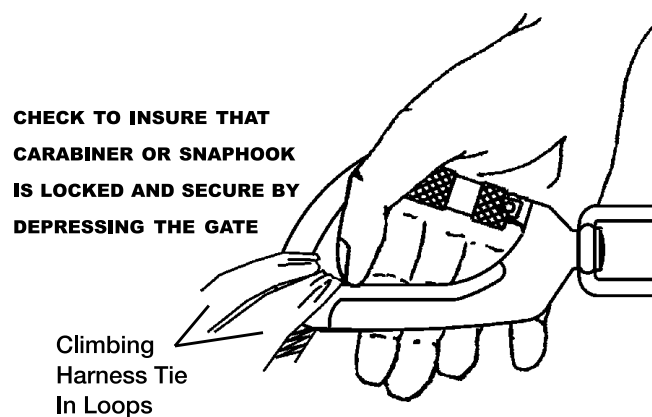 CHECK TO INSURE THAT
CARABINER OR SNAPHOOK
IS LOCKED AND SECURE BY
DEPRESSING THE GATE
Climbing
Harness Tie
In Loops